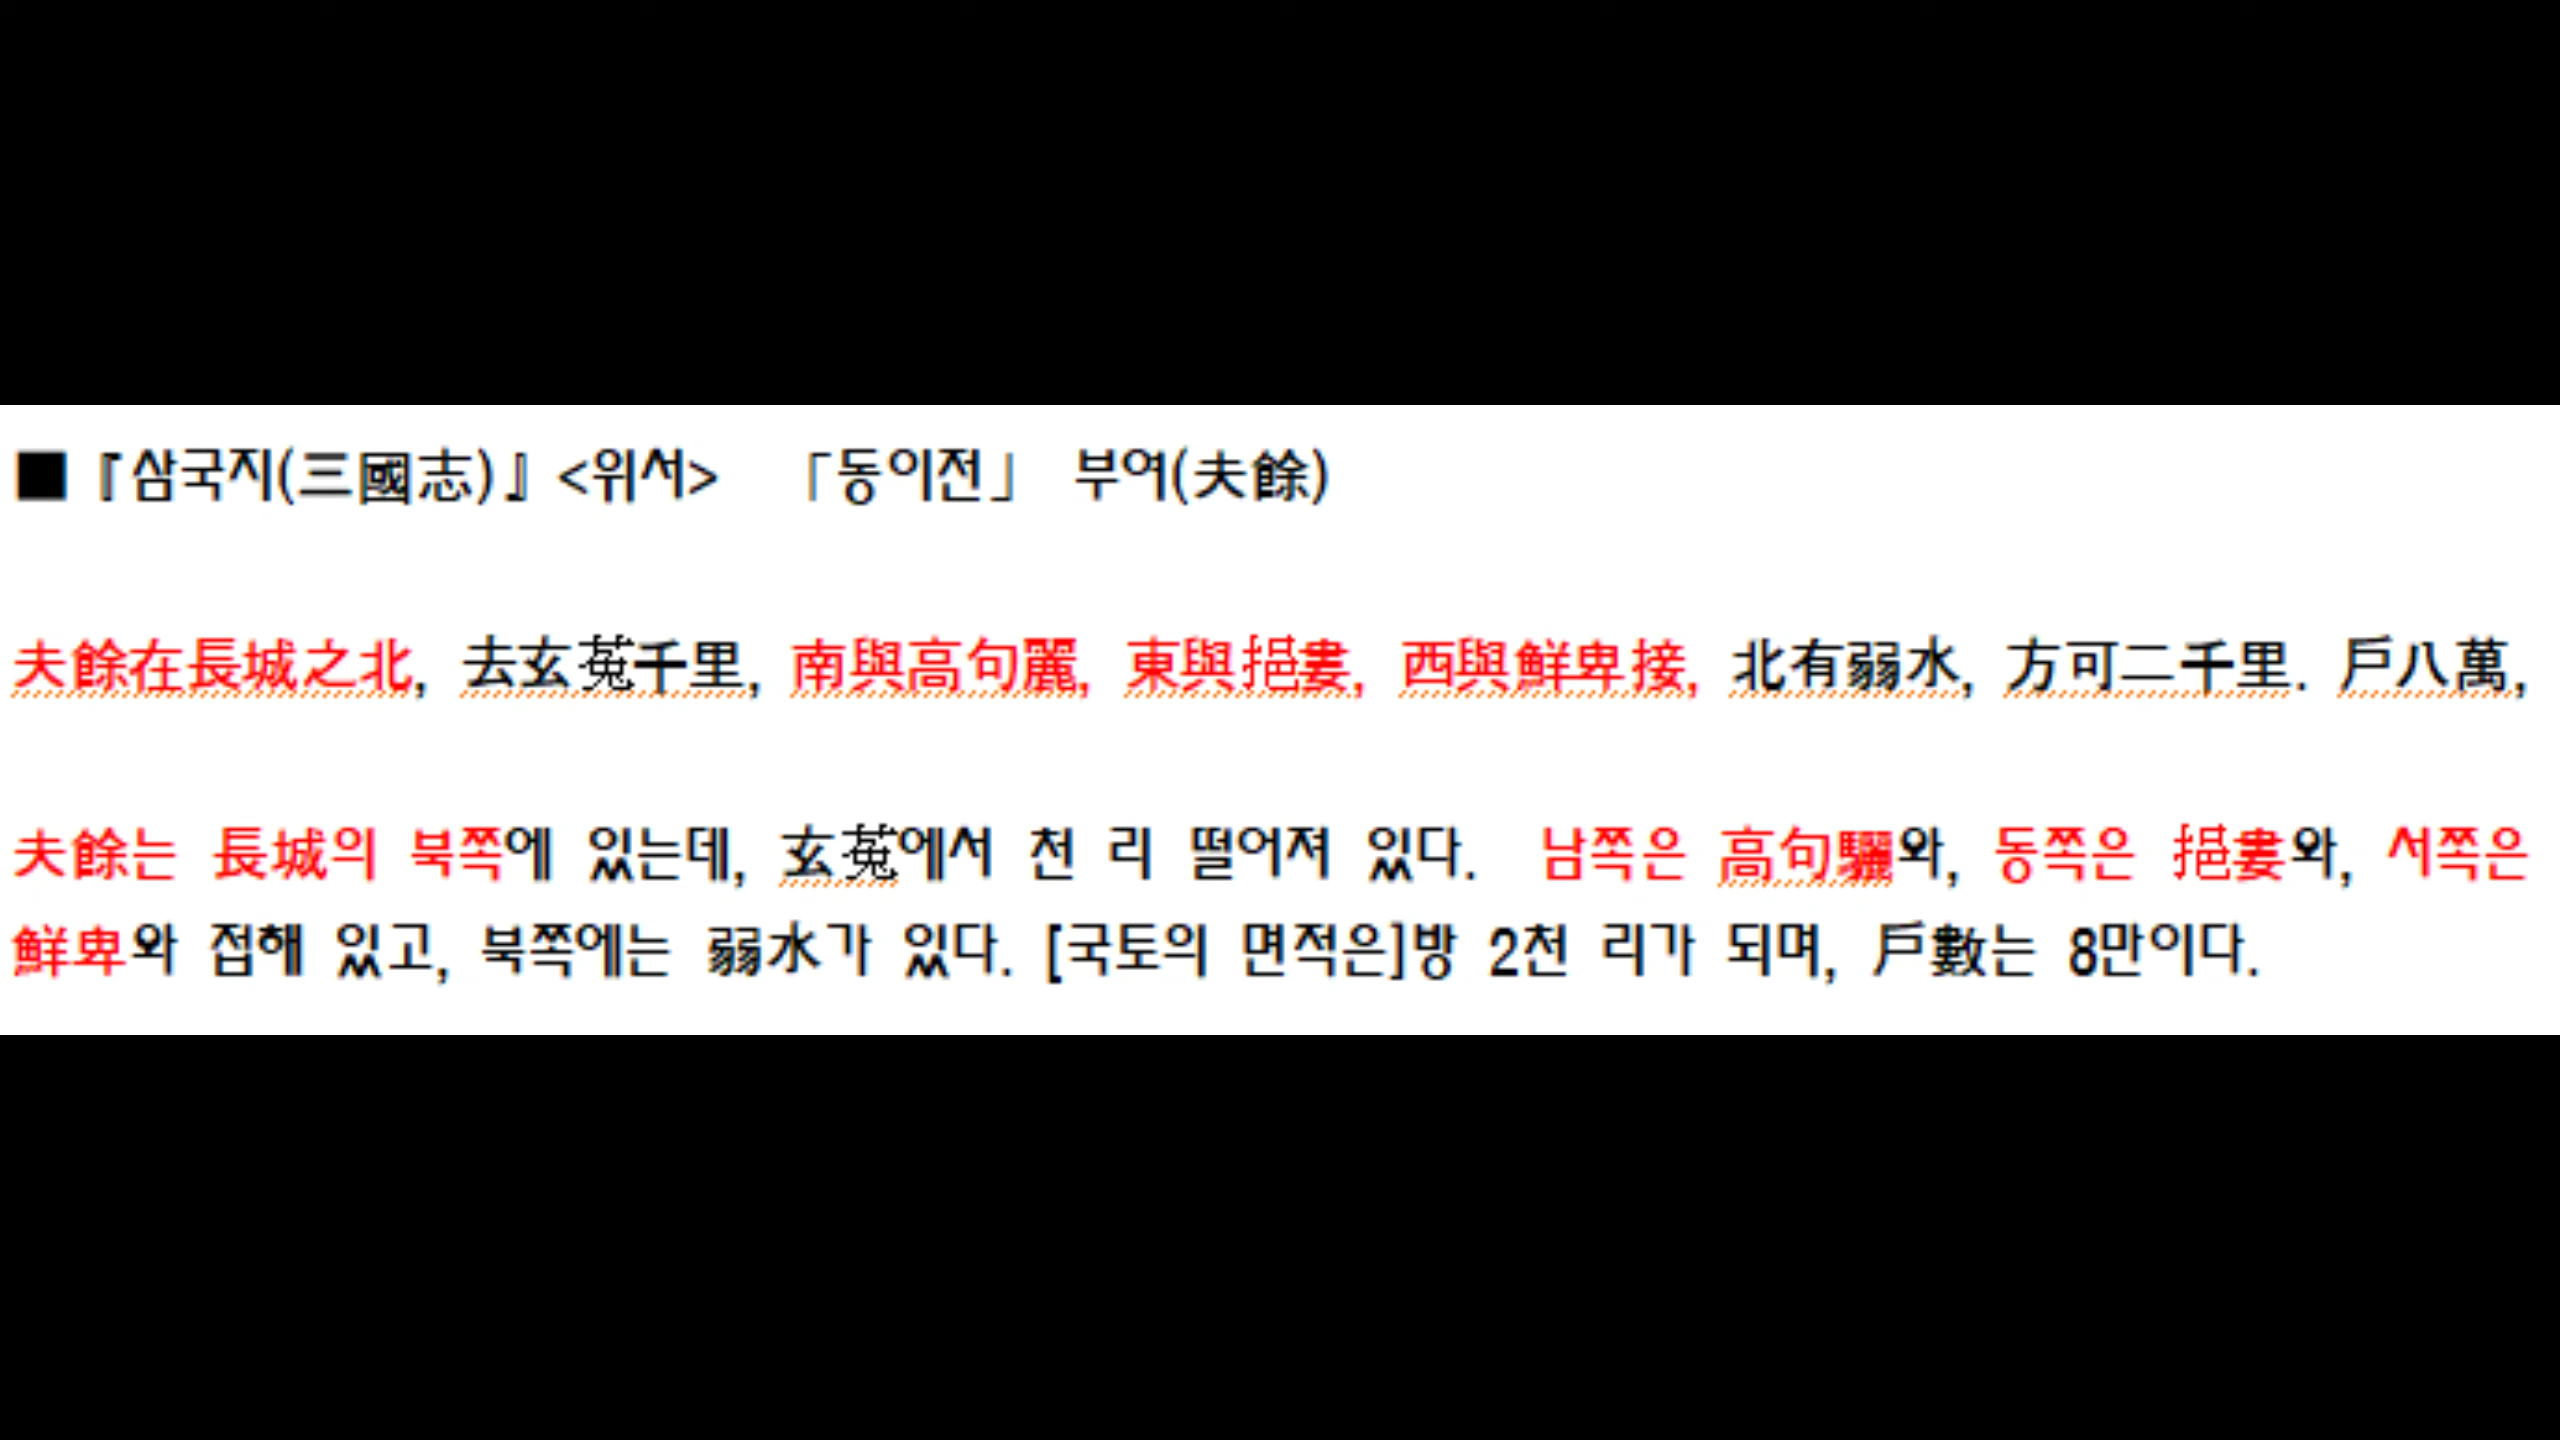 ■『삼국지(三國志)』<위서> 「동이전」 부여(夫餘)
夫餘在長城之北, 去玄菟千里, 南與高句麗, 東與挹婁, 西與鮮卑接, 北有弱水, 方可二千里. 戶八萬,
夫餘는 長城의 북쪽에 있는데, 玄菟에서 천 리 떨어져 있다. 남쪽은 高句驪와, 동쪽은 挹婁와, 서쪽은
鮮卑와 접해 있고, 북쪽에는 弱水가 있다. [국토의 면적은]방 2천 리가 되며, 戶數는 8만이다.